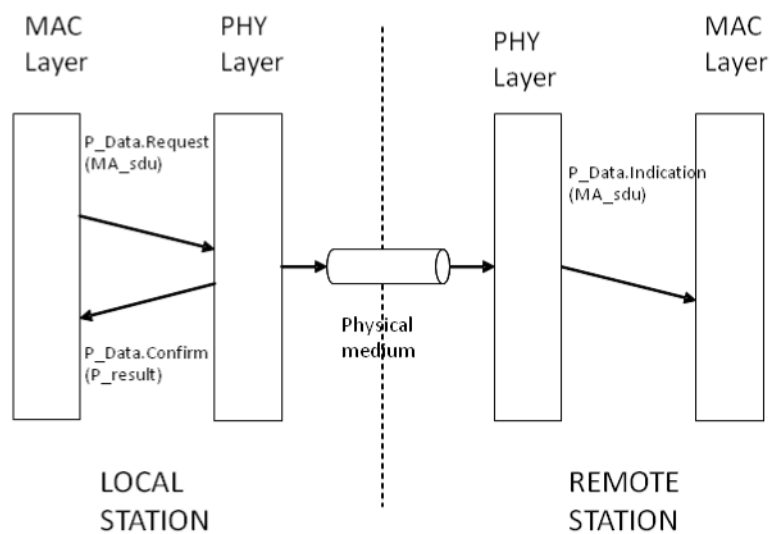 MAC
Layer
PHY
Layer
PHY
Layer
MAC
Layer
P_Data.Request
(MA_sdu)
P_Data.Indication
(MA_sdu)
Physical
medium
P_Data.Confirm
(P_result)
LOCAL
STATION
REMOTE
STATION